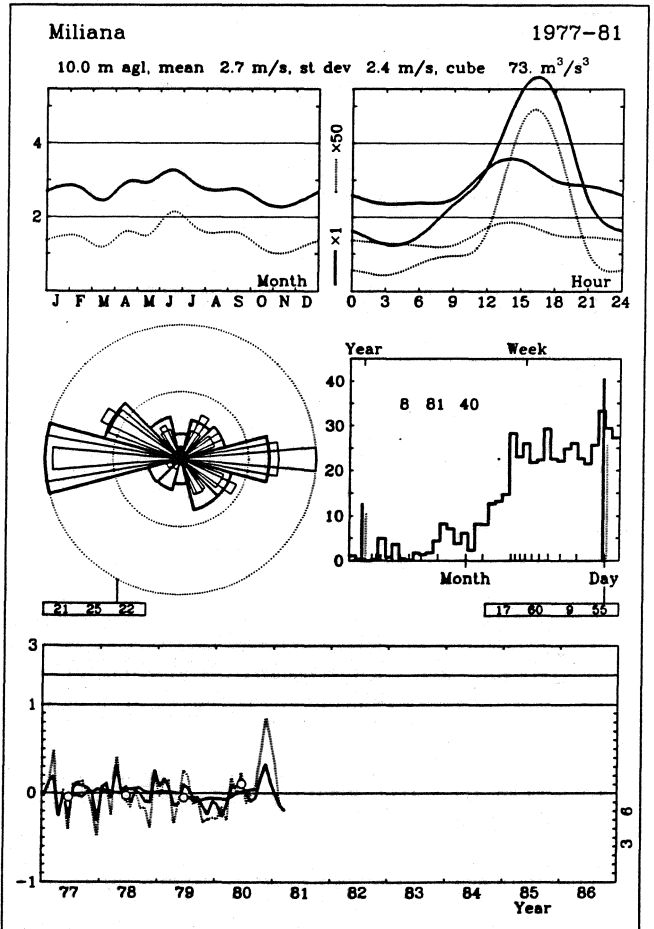 Miliana 1977-81
10.0 m agl, mean 2.7 m/s, st dev 2.4 m/s, cube 73. m³/s³
4
2
×1 ×50
Month
J F M A M J J A S O N D
Hour
0 3 6 9 12 15 18 21 24
Year Week
40
30
20
10
0
8 81 40
Month Day
21 25 22
17 60 9 55
3
1
0
-1
3 6
77 78 79 80 81 85 86
Year